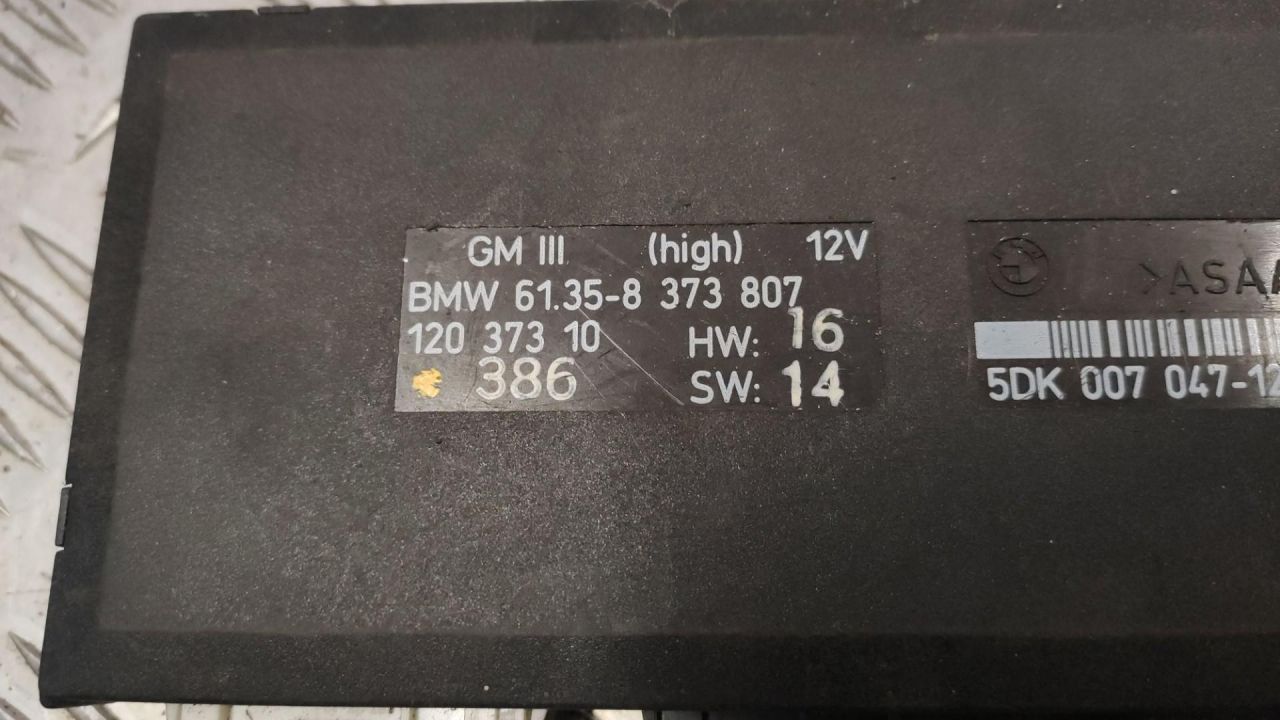 GM III (high) 12V
BMW 61.35-8 373 807
120 373 10 HW: 16
386 SW: 14
>ASAA
5DK 007 047-12